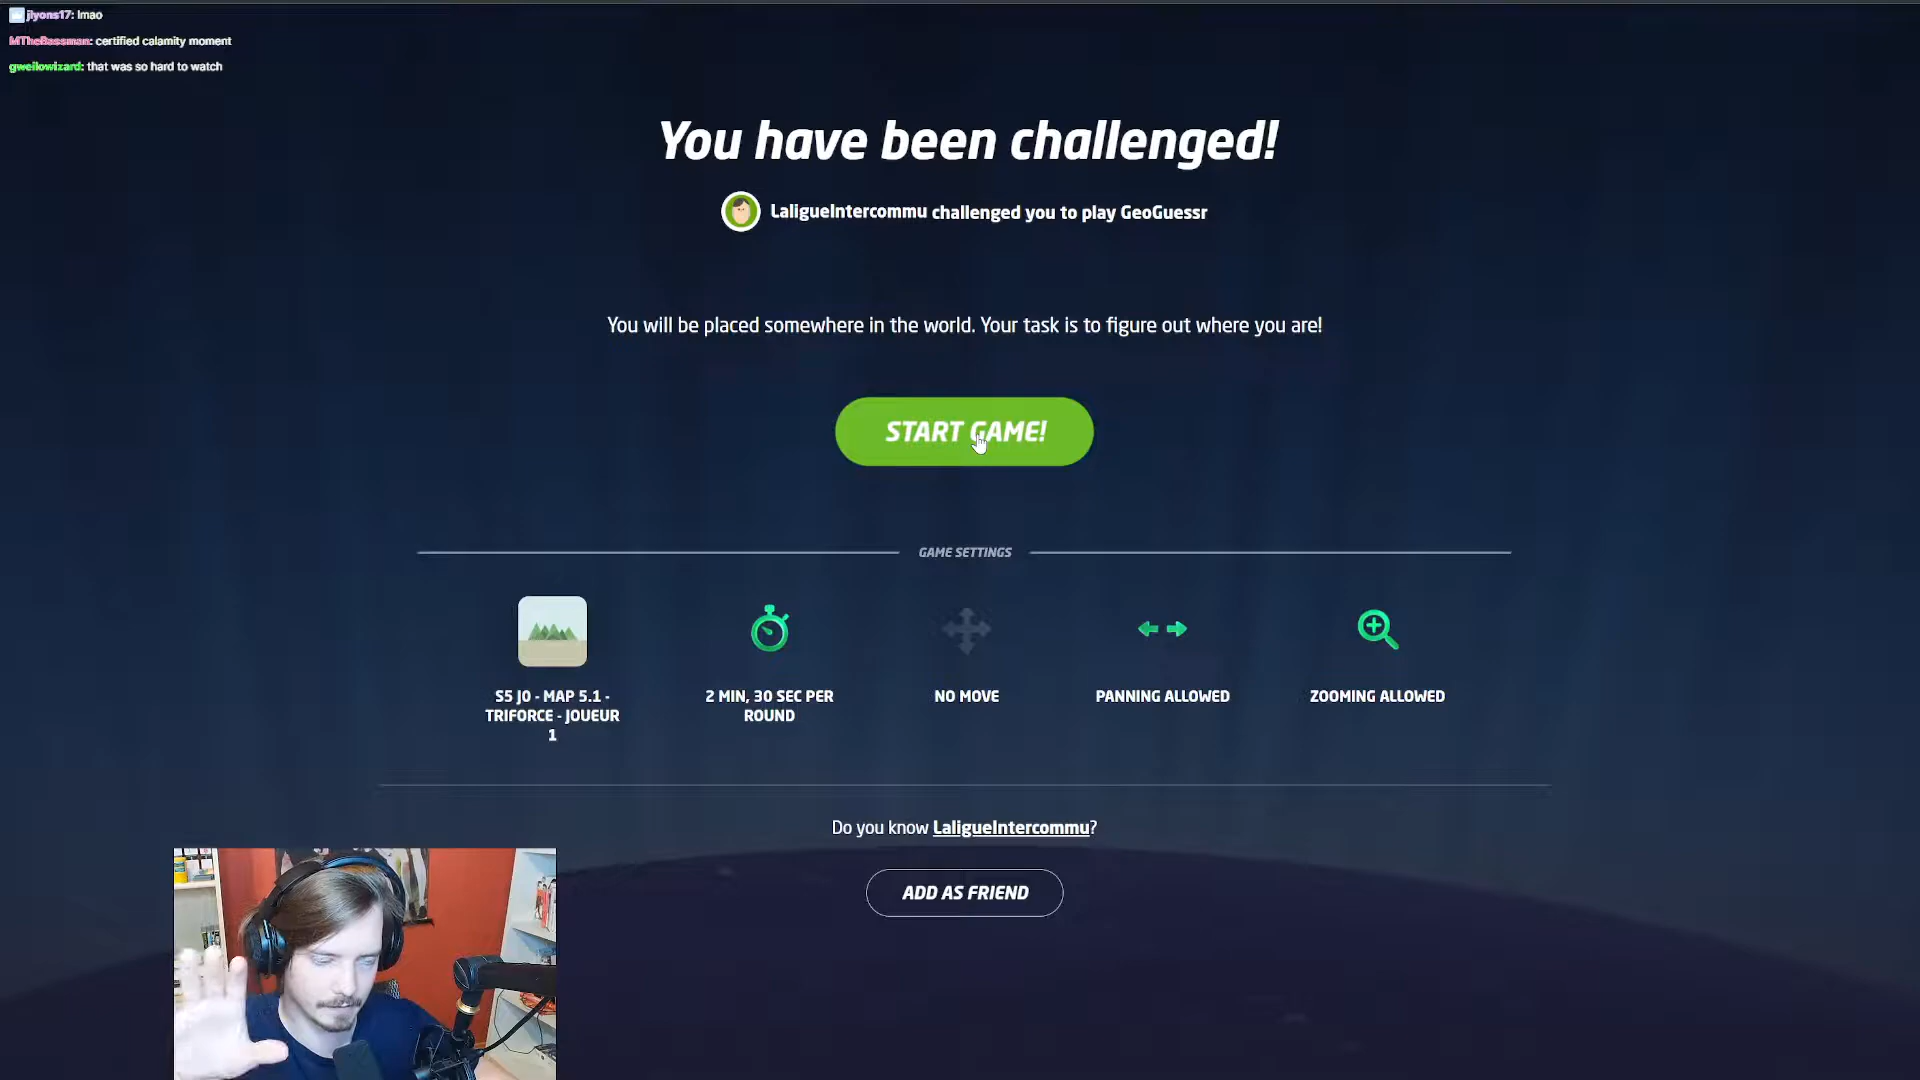 jlyons17: lmao
MTheBassman: certified calamity moment
gweilowizard: that was so hard to watch
You have been challenged!
LaligueIntercommu challenged you to play GeoGuessr
You will be placed somewhere in the world. Your task is to figure out where you are!
START GAME!
GAME SETTINGS
S5 J0 - MAP 5.1 -
TRIFORCE - JOUEUR
1
2 MIN, 30 SEC PER
ROUND
NO MOVE
PANNING ALLOWED
ZOOMING ALLOWED
Do you know LaligueIntercommu?
ADD AS FRIEND